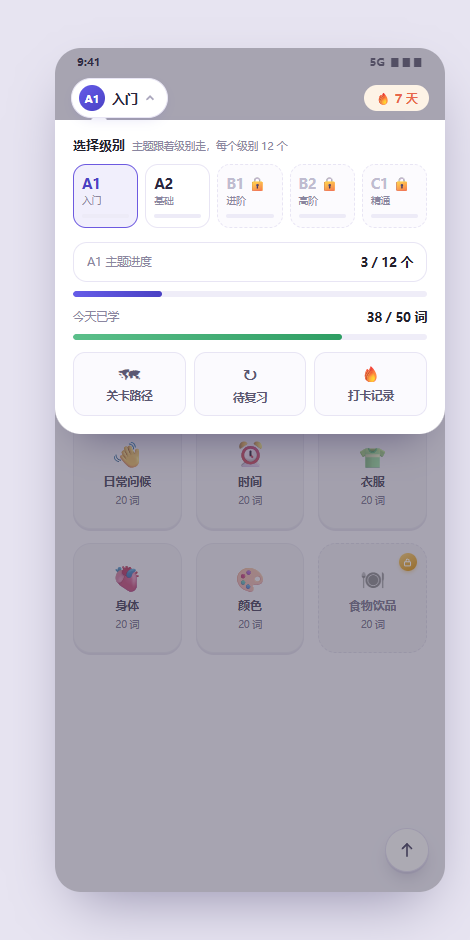 9:41
5G
A1 入门
7 天
选择级别 主题跟着级别走，每个级别 12 个
A1 A2 B1 B2 C1
入门 基础 进阶 高阶 精通
A1 主题进度 3 / 12 个
今天已学 38 / 50 词
关卡路径 待复习 打卡记录
日常问候 时间 衣服
20 词 20 词 20 词
身体 颜色 食物饮品
20 词 20 词 20 词